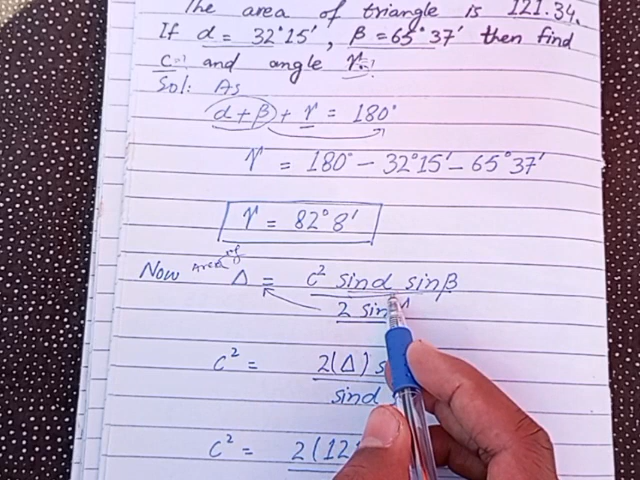 The area of triangle is 121.34.
If α = 32°15', β = 65°37' then find
c=? and angle γ=?
Sol: As
α + β + γ = 180°
γ = 180° - 32°15' - 65°37'
γ = 82°8'
Now Area of Δ = c² sinα sinβ
2 sin
c² = 2(Δ) s
sinα
c² = 2(121